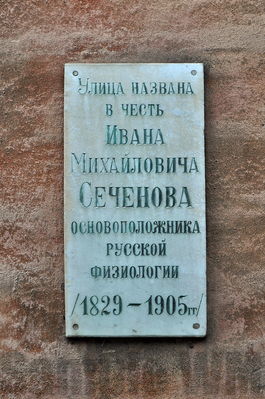 Улица названа
в честь
Ивана
Михайловича
Сеченова
основоположника
русской
физиологии
/1829-1905гг/